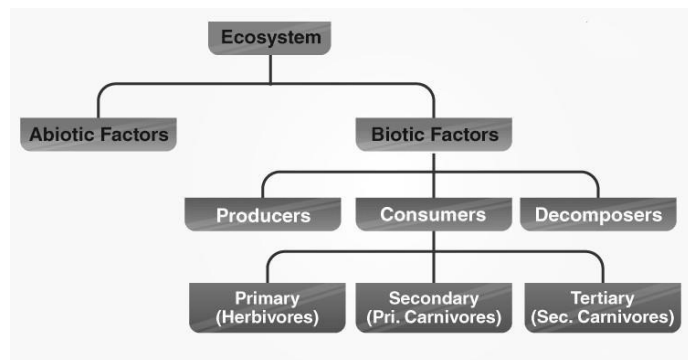 Ecosystem
Abiotic Factors
Biotic Factors
Producers
Consumers
Decomposers
Primary
(Herbivores)
Secondary
(Pri. Carnivores)
Tertiary
(Sec. Carnivores)